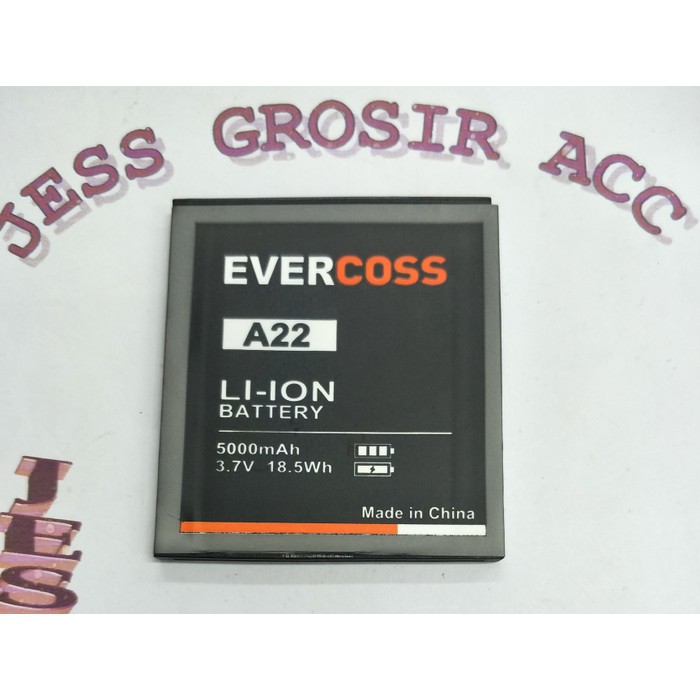 JESS GROSIR ACC
EVERCOSS
A22
LI-ION
BATTERY
5000mAh
3.7V 18.5Wh
Made in China
JES